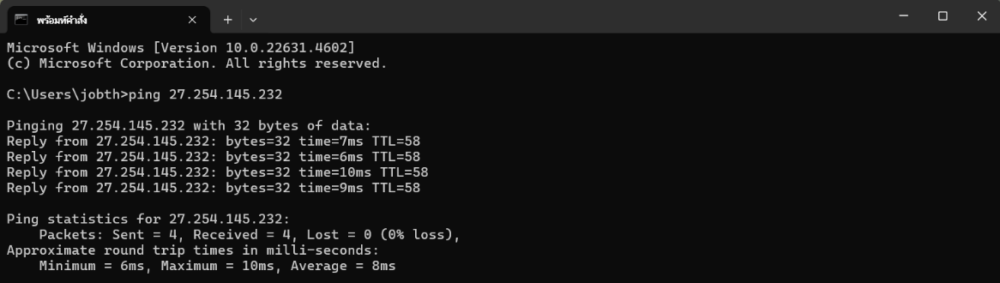 พร้อมท์คำสั่ง
Microsoft Windows [Version 10.0.22631.4602]
(c) Microsoft Corporation. All rights reserved.
C:\Users\jobth>ping 27.254.145.232
Pinging 27.254.145.232 with 32 bytes of data:
Reply from 27.254.145.232: bytes=32 time=7ms TTL=58
Reply from 27.254.145.232: bytes=32 time=6ms TTL=58
Reply from 27.254.145.232: bytes=32 time=10ms TTL=58
Reply from 27.254.145.232: bytes=32 time=9ms TTL=58
Ping statistics for 27.254.145.232:
    Packets: Sent = 4, Received = 4, Lost = 0 (0% loss),
Approximate round trip times in milli-seconds:
    Minimum = 6ms, Maximum = 10ms, Average = 8ms